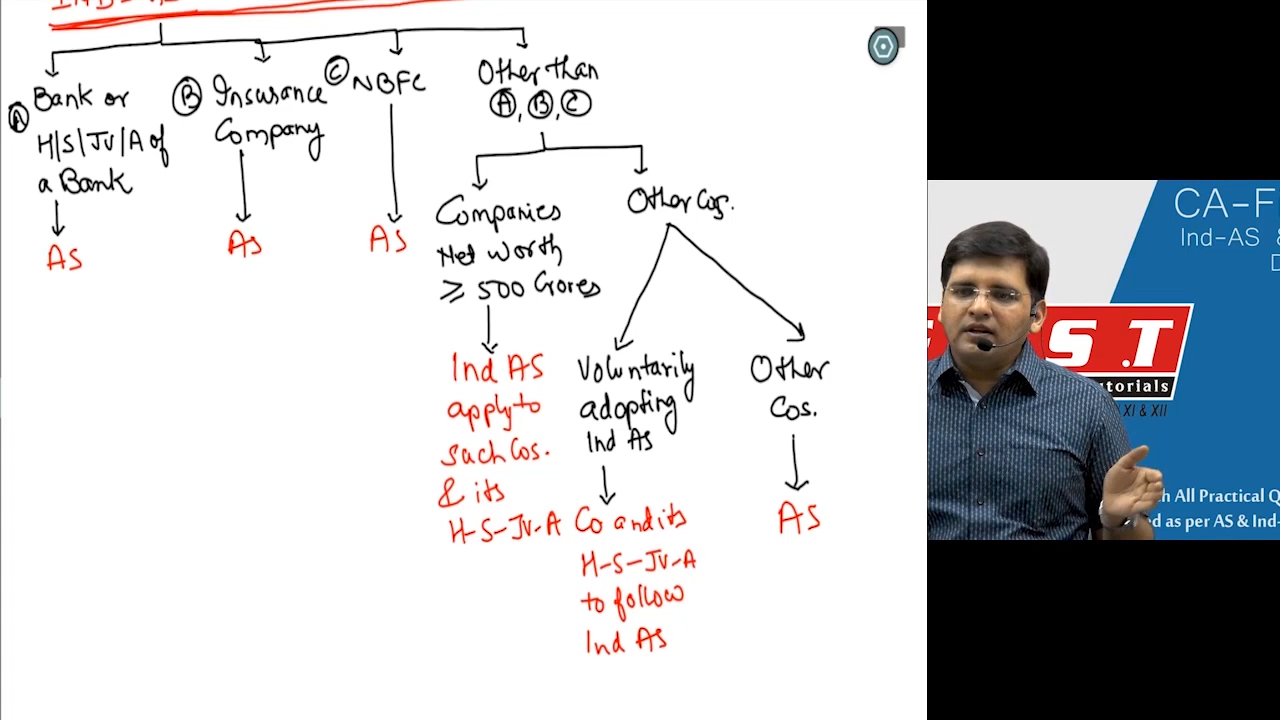 A Bank or
H/S/JV/A of
a Bank
AS
B Insurance
Company
AS
C NBFC
AS
Other than
A, B, C
Companies
Net Worth
≥ 500 Crores
Ind AS
apply to
such Cos.
& its
H-S-JV-A
Other Cos.
Voluntarily
adopting
Ind AS
Co and its
H-S-JV-A
to follow
Ind AS
Other
Cos.
AS
CA-F
Ind-AS &
D
S.T
torials
XI & XII
h All Practical Q
d as per AS & Ind-